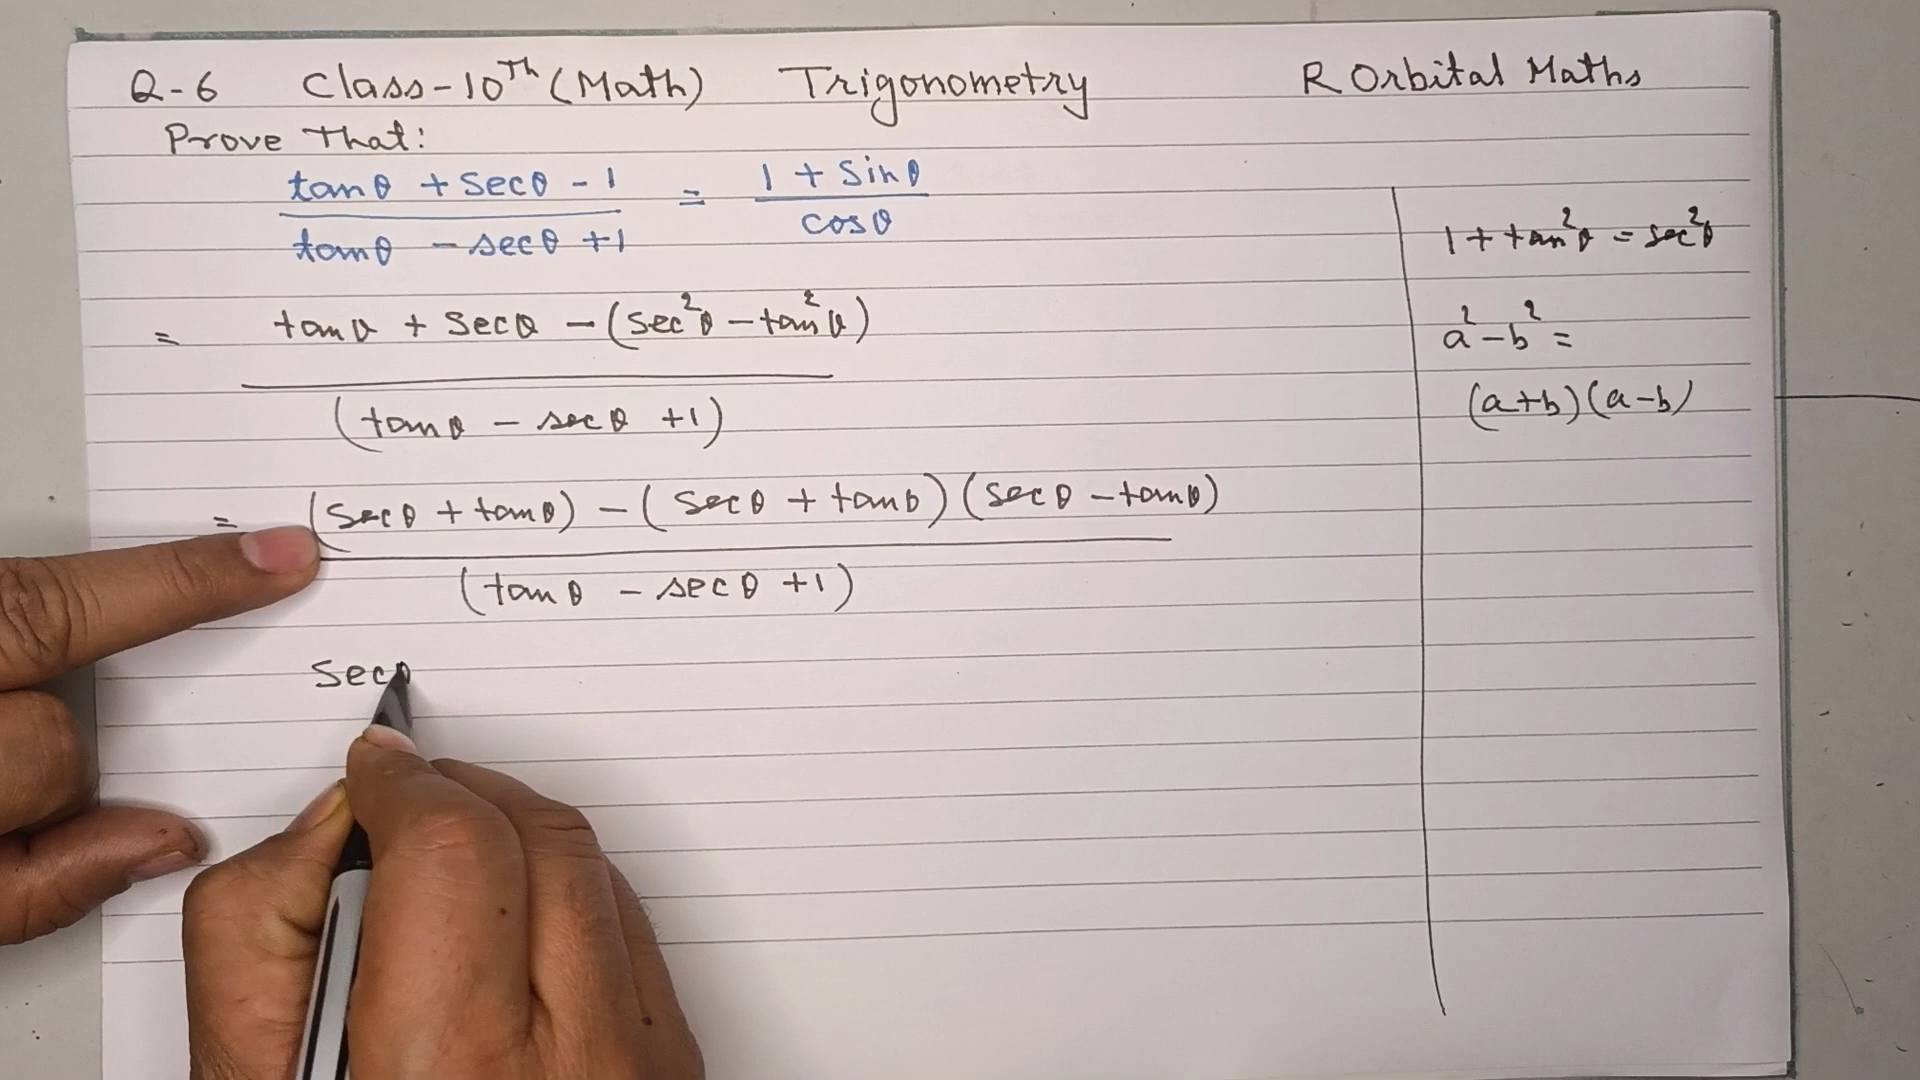 Q-6 Class-10Th (Math) Trigonometry R Orbital Maths
Prove That:
tanθ + secθ - 1 = 1 + sinθ
tanθ - secθ + 1 cosθ
= tanθ + secθ - (sec²θ - tan²θ)
(tanθ - secθ + 1)
= (secθ + tanθ) - (secθ + tanθ)(secθ - tanθ)
(tanθ - secθ + 1)
secθ
1 + tan²θ = sec²θ
a² - b² =
(a+b)(a-b)